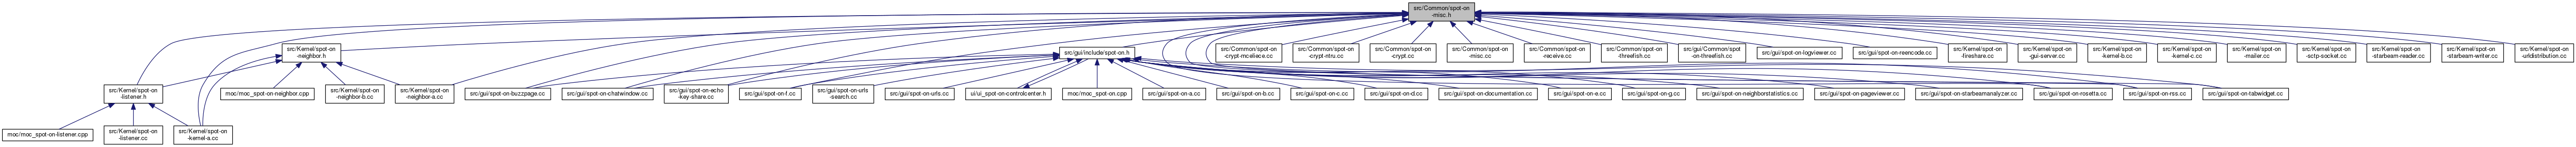 src/Common/spot-on
-misc.h
src/Kernel/spot-on
-neighbor.h
src/gui/include/spot-on.h
src/Common/spot-on
-crypt-mceliece.cc
src/Common/spot-on
-crypt-ntru.cc
src/Common/spot-on
-crypt.cc
src/Common/spot-on
-misc.cc
src/Common/spot-on
-receive.cc
src/Common/spot-on
-threefish.cc
src/gui/Common/spot
-on-threefish.cc
src/gui/spot-on-logviewer.cc
src/gui/spot-on-reencode.cc
src/Kernel/spot-on
-fireshare.cc
src/Kernel/spot-on
-gui-server.cc
src/Kernel/spot-on
-kernel-b.cc
src/Kernel/spot-on
-kernel-c.cc
src/Kernel/spot-on
-mailer.cc
src/Kernel/spot-on
-sctp-socket.cc
src/Kernel/spot-on
-starbeam-reader.cc
src/Kernel/spot-on
-starbeam-writer.cc
src/Kernel/spot-on
-urldistribution.cc
src/Kernel/spot-on
-listener.h
moc/moc_spot-on-neighbor.cpp
src/Kernel/spot-on
-neighbor-b.cc
src/Kernel/spot-on
-neighbor-a.cc
src/gui/spot-on-buzzpage.cc
src/gui/spot-on-chatwindow.cc
src/gui/spot-on-echo
-key-share.cc
src/gui/spot-on-f.cc
src/gui/spot-on-urls
-search.cc
src/gui/spot-on-urls.cc
ui/ui_spot-on-controlcenter.h
moc/moc_spot-on.cpp
src/gui/spot-on-a.cc
src/gui/spot-on-b.cc
src/gui/spot-on-c.cc
src/gui/spot-on-d.cc
src/gui/spot-on-documentation.cc
src/gui/spot-on-e.cc
src/gui/spot-on-g.cc
src/gui/spot-on-neighborstatistics.cc
src/gui/spot-on-pageviewer.cc
src/gui/spot-on-starbeamanalyzer.cc
src/gui/spot-on-rosetta.cc
src/gui/spot-on-rss.cc
src/gui/spot-on-tabwidget.cc
moc/moc_spot-on-listener.cpp
src/Kernel/spot-on
-listener.cc
src/Kernel/spot-on
-kernel-a.cc